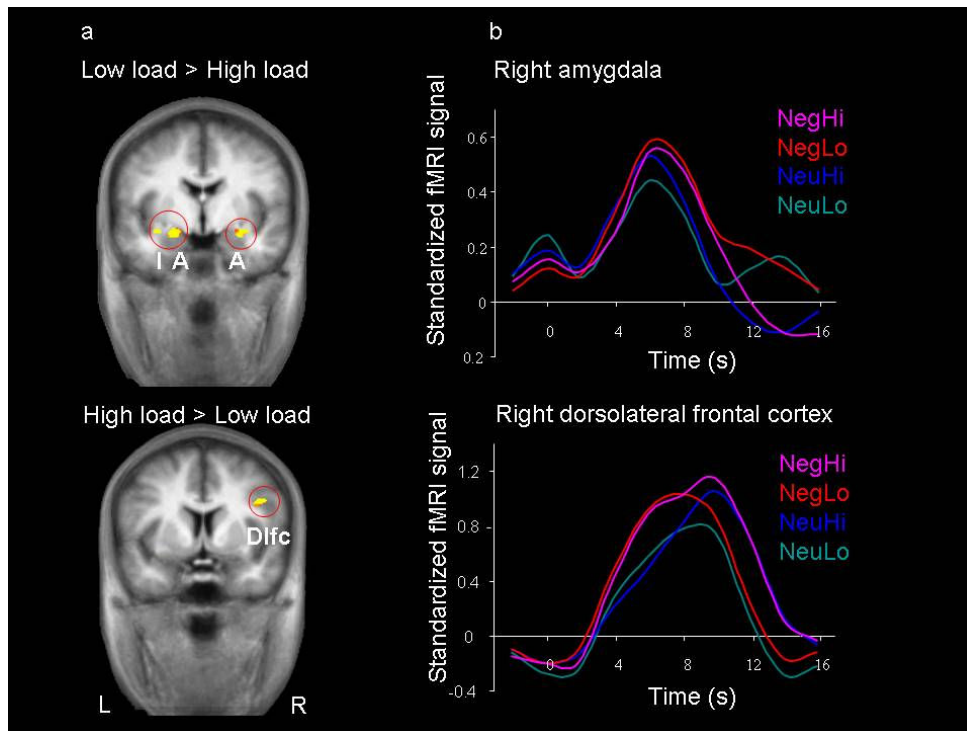 a
Low load > High load
I A
A
High load > Low load
Dlfc
L
R
b
Right amygdala
Standardized fMRI signal
0.6
0.4
0.2
0
0.2
0
4
8
12
16
Time (s)
NegHi
NegLo
NeuHi
NeuLo
Right dorsolateral frontal cortex
Standardized fMRI signal
1.2
0.8
0.4
0
-0.4
0
4
8
12
16
Time (s)
NegHi
NegLo
NeuHi
NeuLo